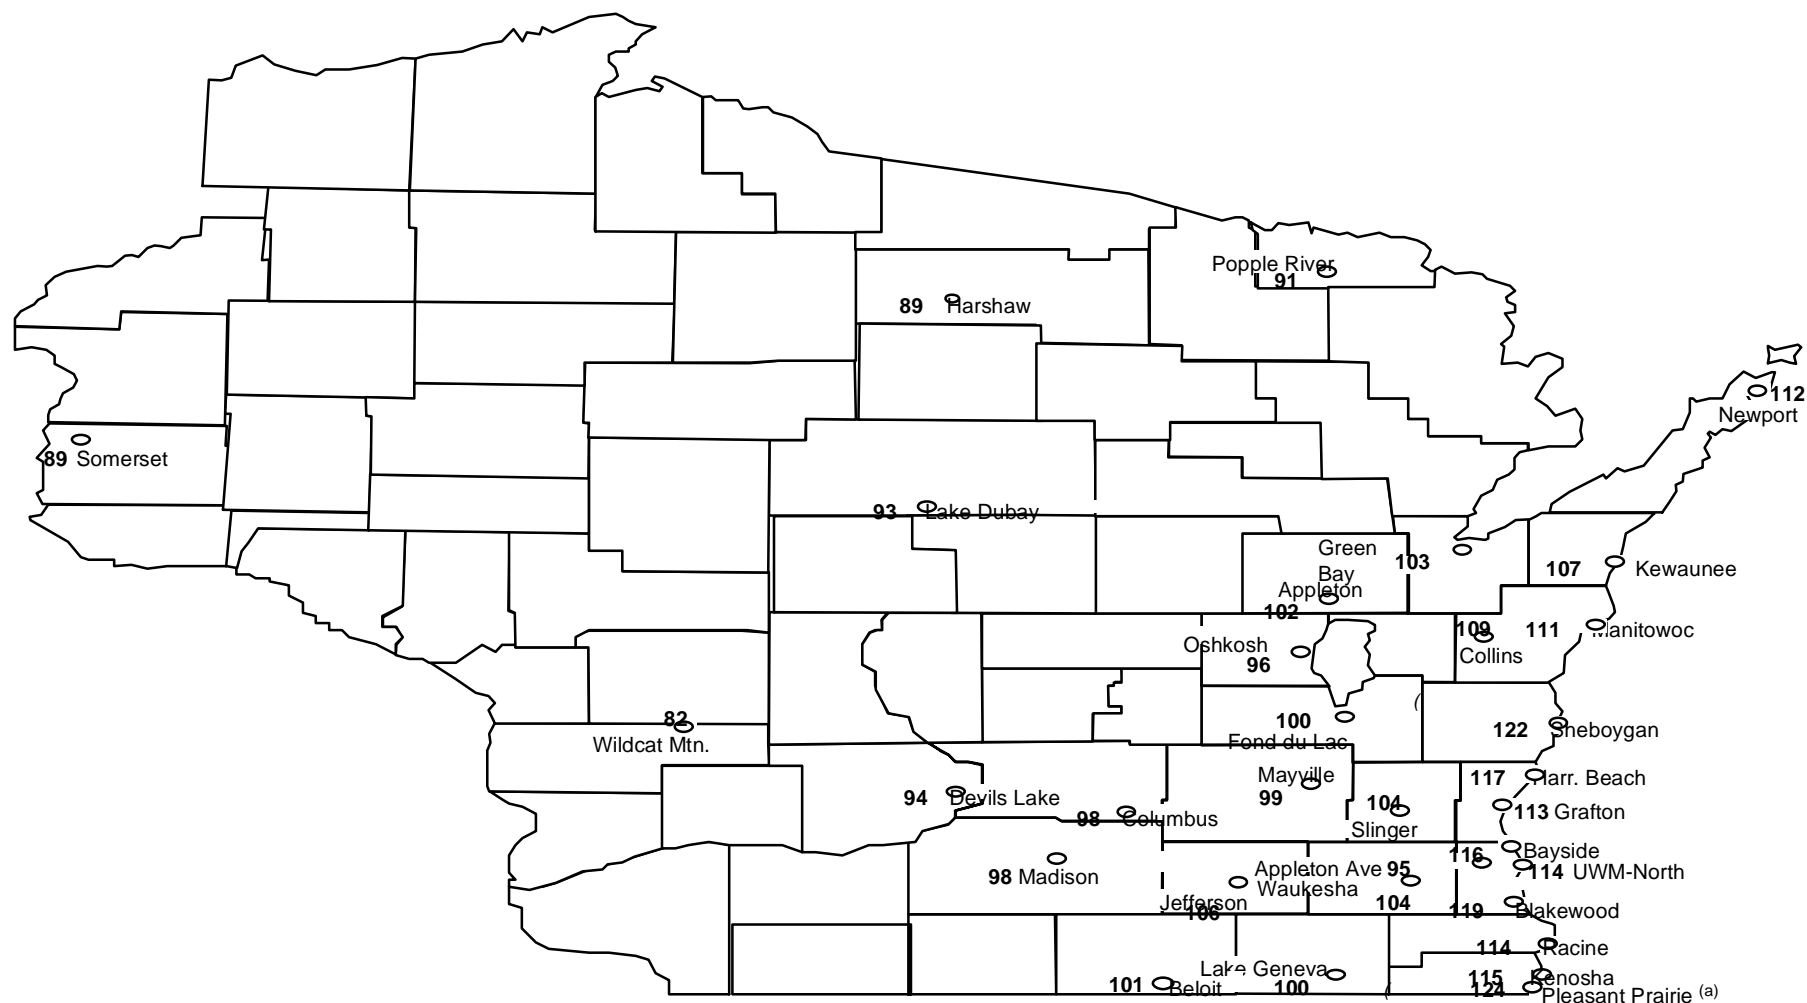 Popple River
91
89 Harshaw
112
Newport
89 Somerset
93 Lake Dubay
Green
Bay
103
107 Kewaunee
Appleton
102
109
Collins
111 Manitowoc
Oshkosh
96
82
Wildcat Mtn.
100
Fond du Lac
122 Sheboygan
Mayville
99
117 Harr. Beach
94 Devils Lake
98 Columbus
104
Slinger
113 Grafton
116 Bayside
98 Madison
Appleton Ave 95
114 UWM-North
Waukesha
104
Jefferson
106
119 Blakewood
114 Racine
Lake Geneva
100
101 Beloit
115 Kenosha
124 Pleasant Prairie (a)